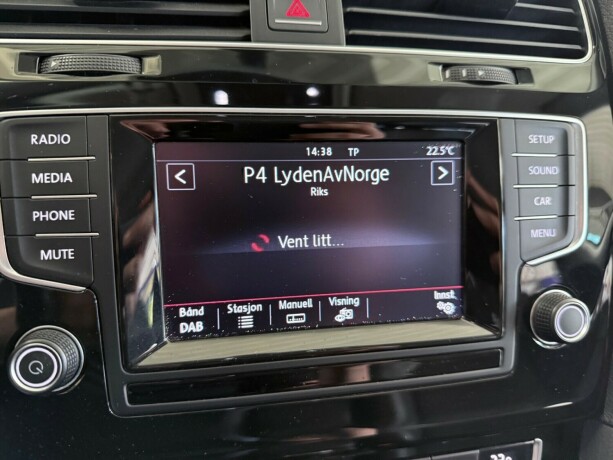 RADIO
MEDIA
PHONE
MUTE
14:38 TP 22.5°C
P4 LydenAvNorge
Riks
Vent litt...
Bånd
DAB
Stasjon
Manuell
Visning
Innst.
SETUP
SOUND
CAR
MENU